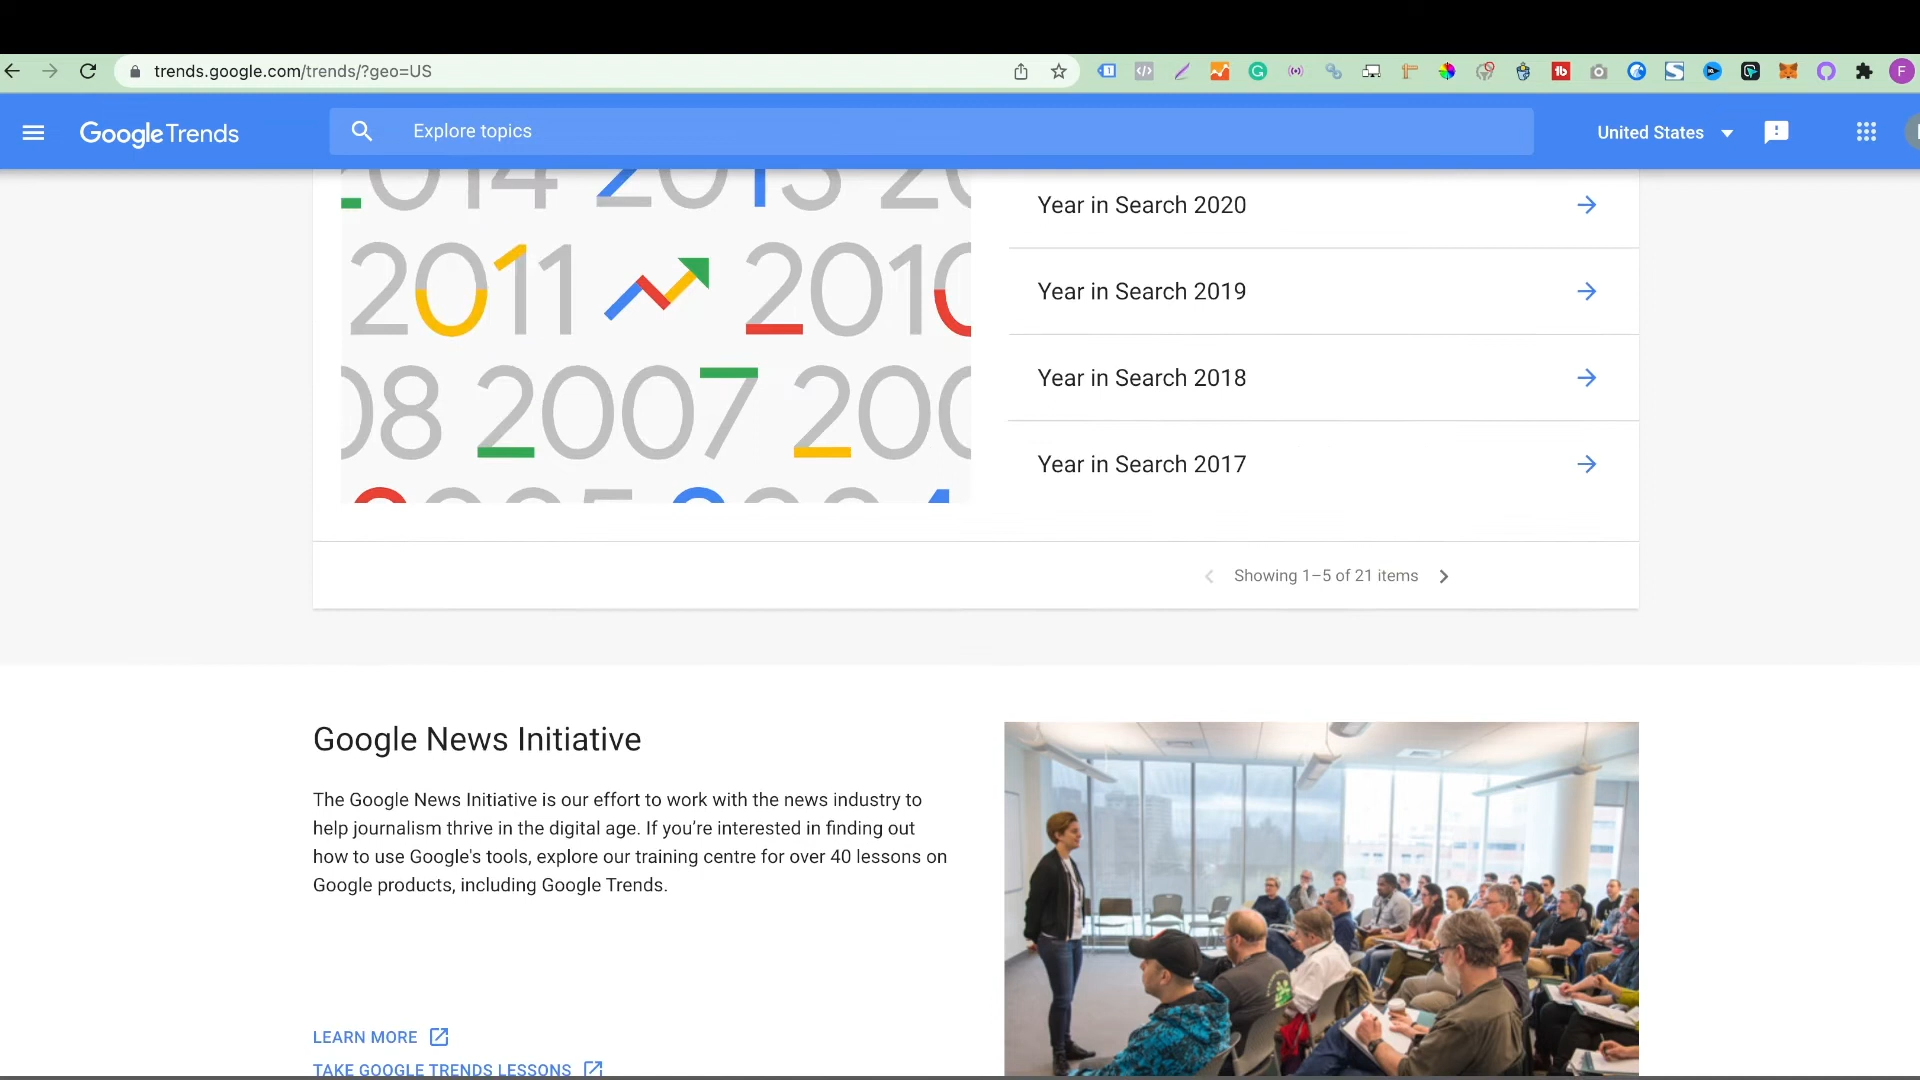 trends.google.com/trends/?geo=US
Google Trends
Explore topics
United States
2011 2010
08 2007 200
Year in Search 2020
Year in Search 2019
Year in Search 2018
Year in Search 2017
Showing 1–5 of 21 items
Google News Initiative
The Google News Initiative is our effort to work with the news industry to
help journalism thrive in the digital age. If you’re interested in finding out
how to use Google's tools, explore our training centre for over 40 lessons on
Google products, including Google Trends.
LEARN MORE
TAKE GOOGLE TRENDS LESSONS